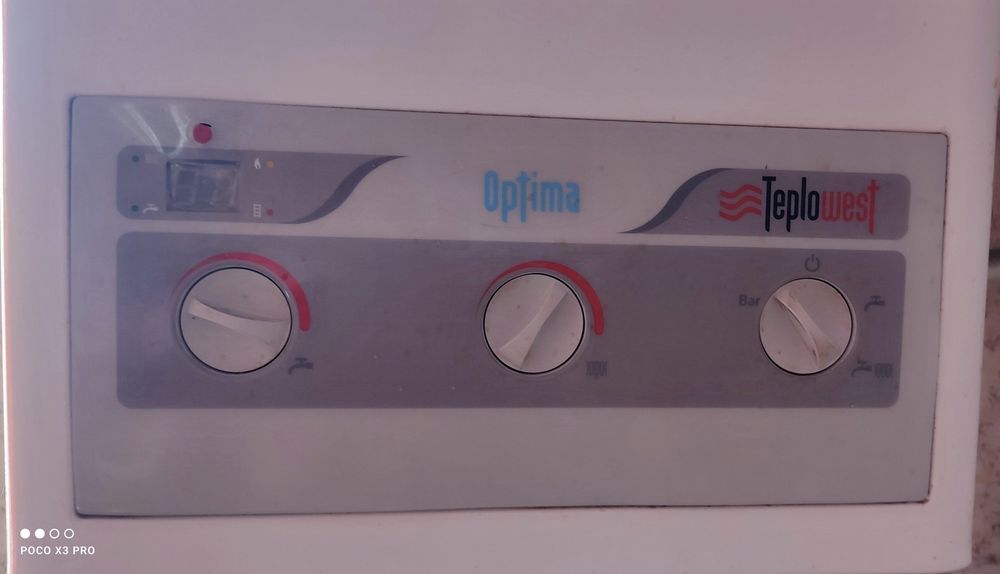 Optima
Teplowest
Bar
POCO X3 PRO